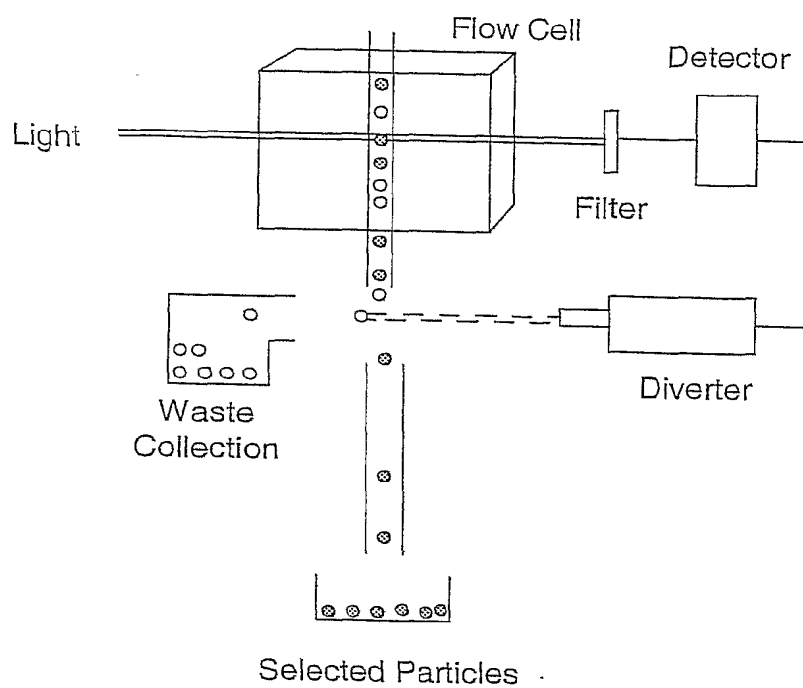 Flow Cell
Detector
Light
Filter
Diverter
Waste
Collection
Selected Particles